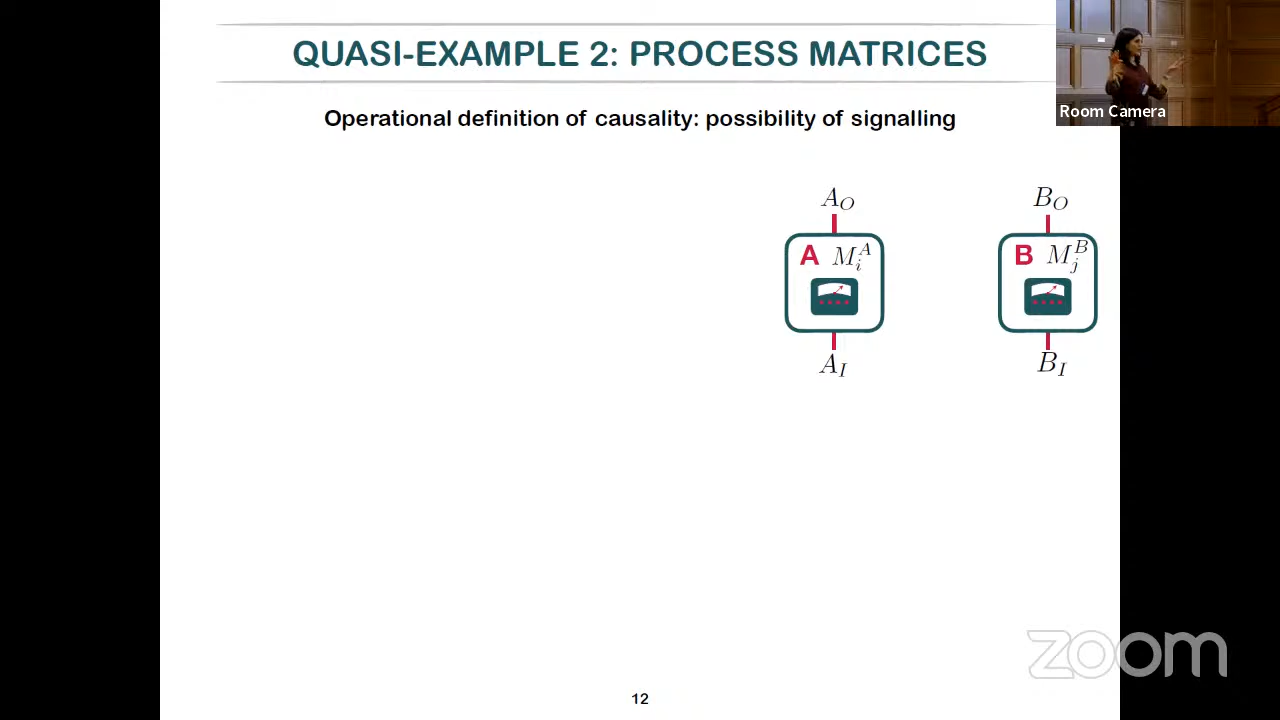 QUASI-EXAMPLE 2: PROCESS MATRICES
Room Camera
Operational definition of causality: possibility of signalling
A_O B_O
A M_i^A B M_j^B
A_I B_I
zoom
12